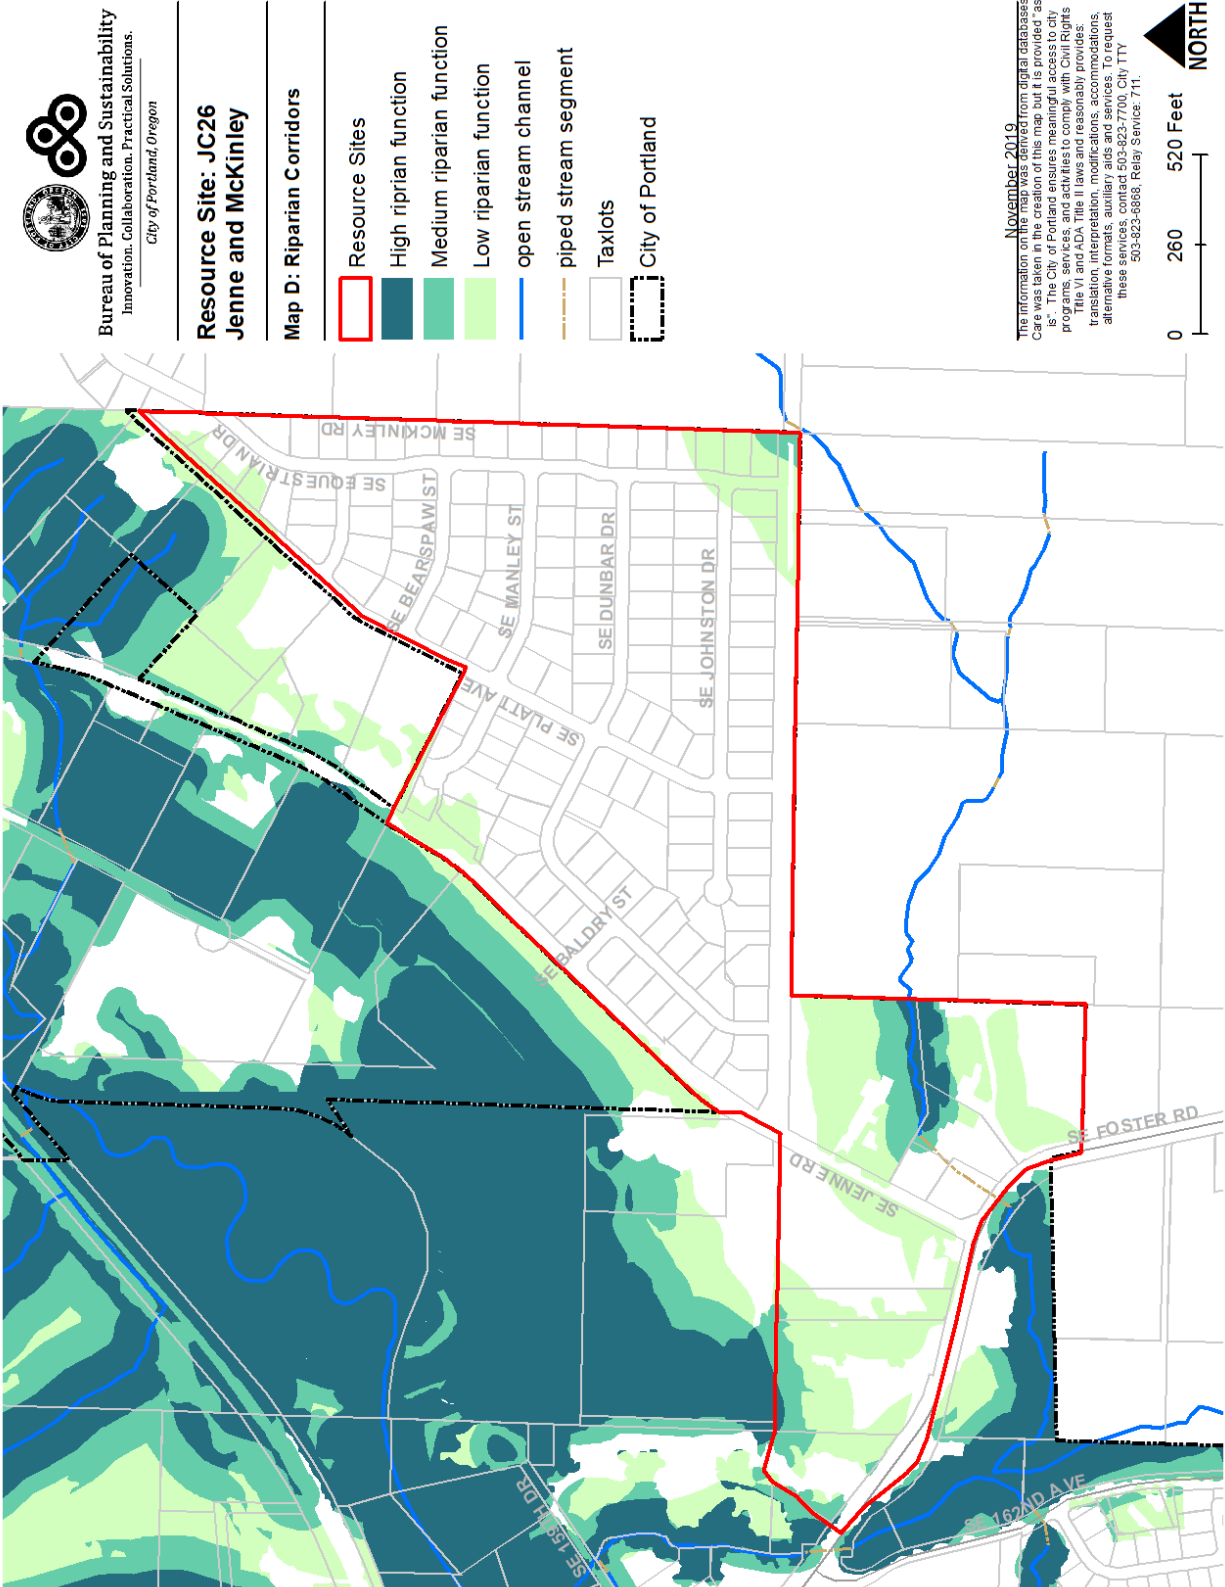 Bureau of Planning and Sustainability
Innovation. Collaboration. Practical Solutions.
City of Portland, Oregon
Resource Site: JC26
Jenne and McKinley
Map D: Riparian Corridors
Resource Sites
High riprian function
Medium riparian function
Low riparian function
open stream channel
piped stream segment
Taxlots
City of Portland
November 2019
The information on the map was derived from digital databases
Care was taken in the creation of this map but it is provided "as
is". The City of Portland ensures meaningful access to city
programs, services, and activities to comply with Civil Rights
Title VI and ADA Title II laws and reasonably provides:
translation, interpretation, modifications, accommodations,
alternative formats, auxiliary aids and services. To request
these services, contact 503-823-7700, City TTY
503-823-6868, Relay Service: 711.
0 260 520 Feet
NORTH
SE MCKINLEY RD
SE EQUESTRIAN DR
SE BEARSPAW ST
SE MANLEY ST
SE DUNBAR DR
SE JOHNSTON DR
SE PLATT AVE
SE BALDRY ST
SE JENNE RD
SE FOSTER RD
SE 162ND AVE
SE 159TH DR